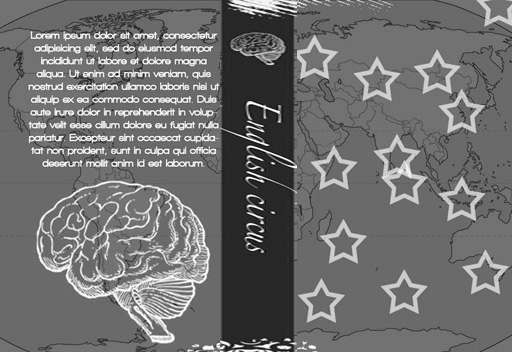 Lorem ipsum dolor sit amet, consectetur
adipisicing elit, sed do eiusmod tempor
incididunt ut labore et dolore magna
aliqua. Ut enim ad minim veniam, quis
nostrud exercitation ullamco laboris nisi ut
aliquip ex ea commodo consequat. Duis
aute irure dolor in reprehenderit in volup-
tate velit esse cillum dolore eu fugiat nulla
pariatur. Excepteur sint occaecat cupida-
tat non proident, sunt in culpa qui officia
deserunt mollit anim id est laborum.
English circus